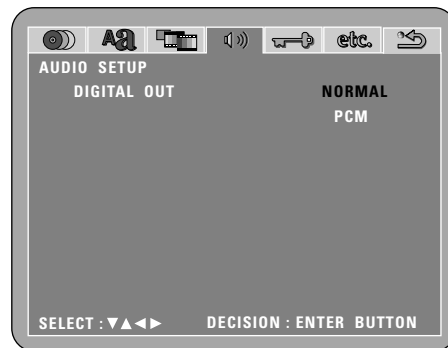 Aa etc.
AUDIO SETUP
DIGITAL OUT NORMAL
PCM
SELECT : ▼▲◄► DECISION : ENTER BUTTON